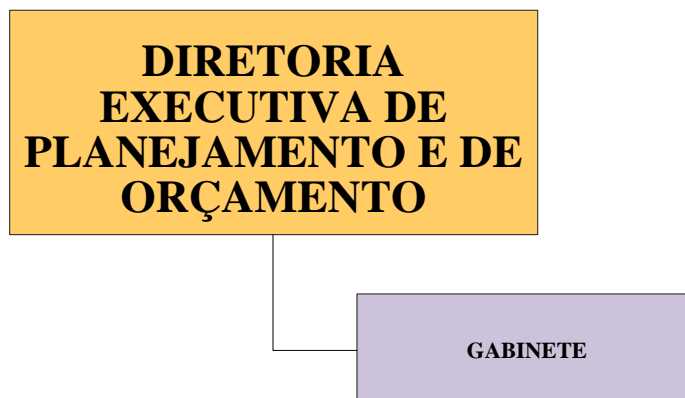 DIRETORIA
EXECUTIVA DE
PLANEJAMENTO E DE
ORÇAMENTO
GABINETE